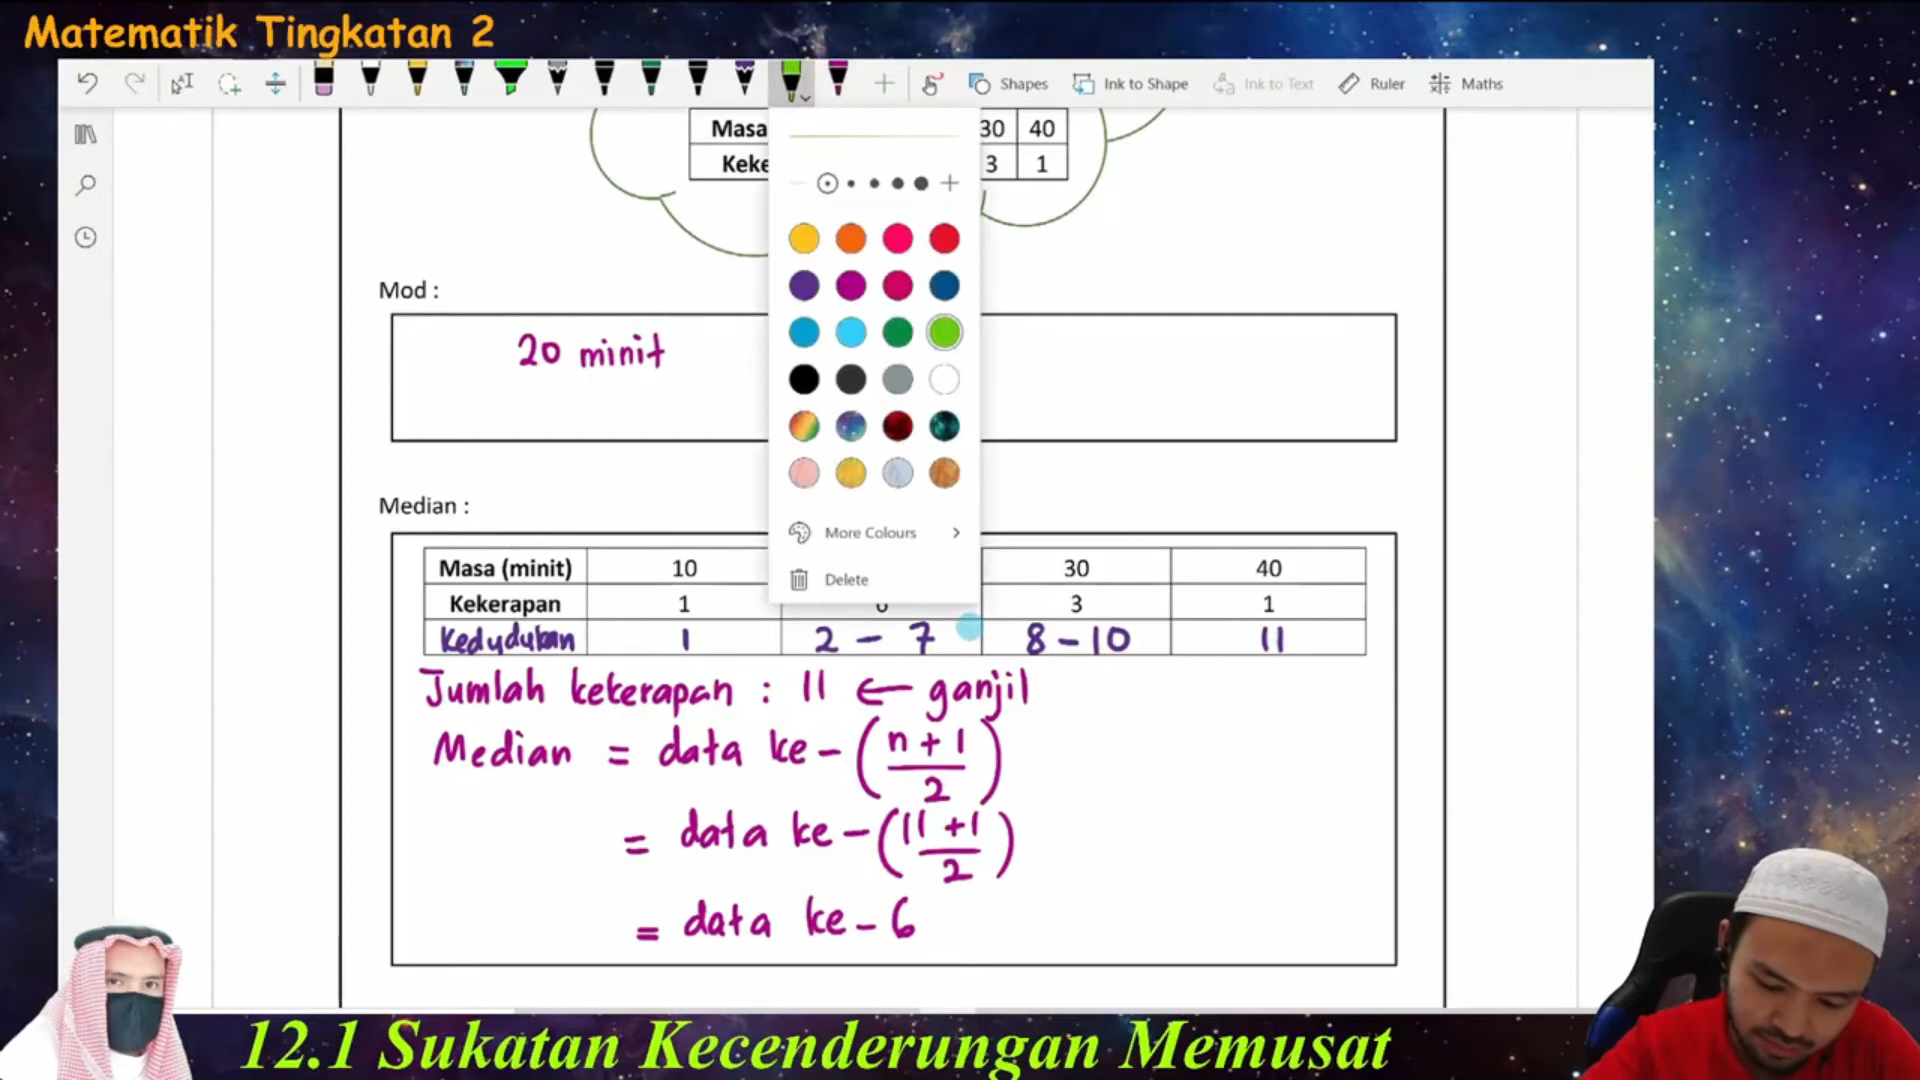 Matematik Tingkatan 2
Shapes Ink to Shape Ink to Text Ruler Maths
Masa 30 40
Keke 3 1
Mod :
20 minit
More Colours
Delete
Median :
Masa (minit) 10 30 40
Kekerapan 1 3 1
Kedudukan 1 2 - 7 8 - 10 11
Jumlah kekerapan : 11 ← ganjil
Median = data ke - (n + 1 / 2)
= data ke - (11 + 1 / 2)
= data ke - 6
12.1 Sukatan Kecenderungan Memusat